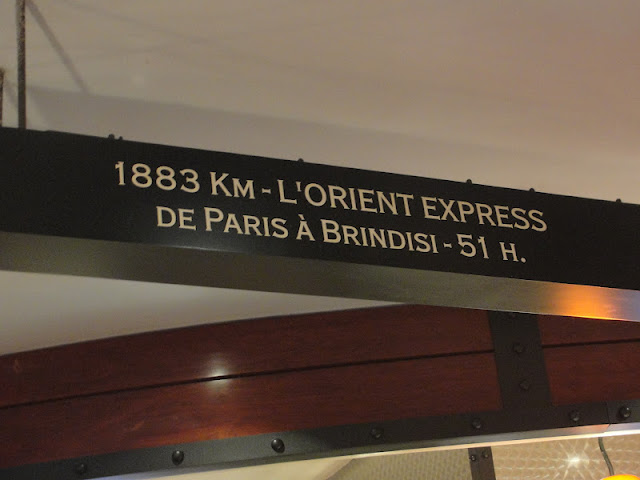 1883 KM - L'ORIENT EXPRESS
DE PARIS À BRINDISI - 51 H.